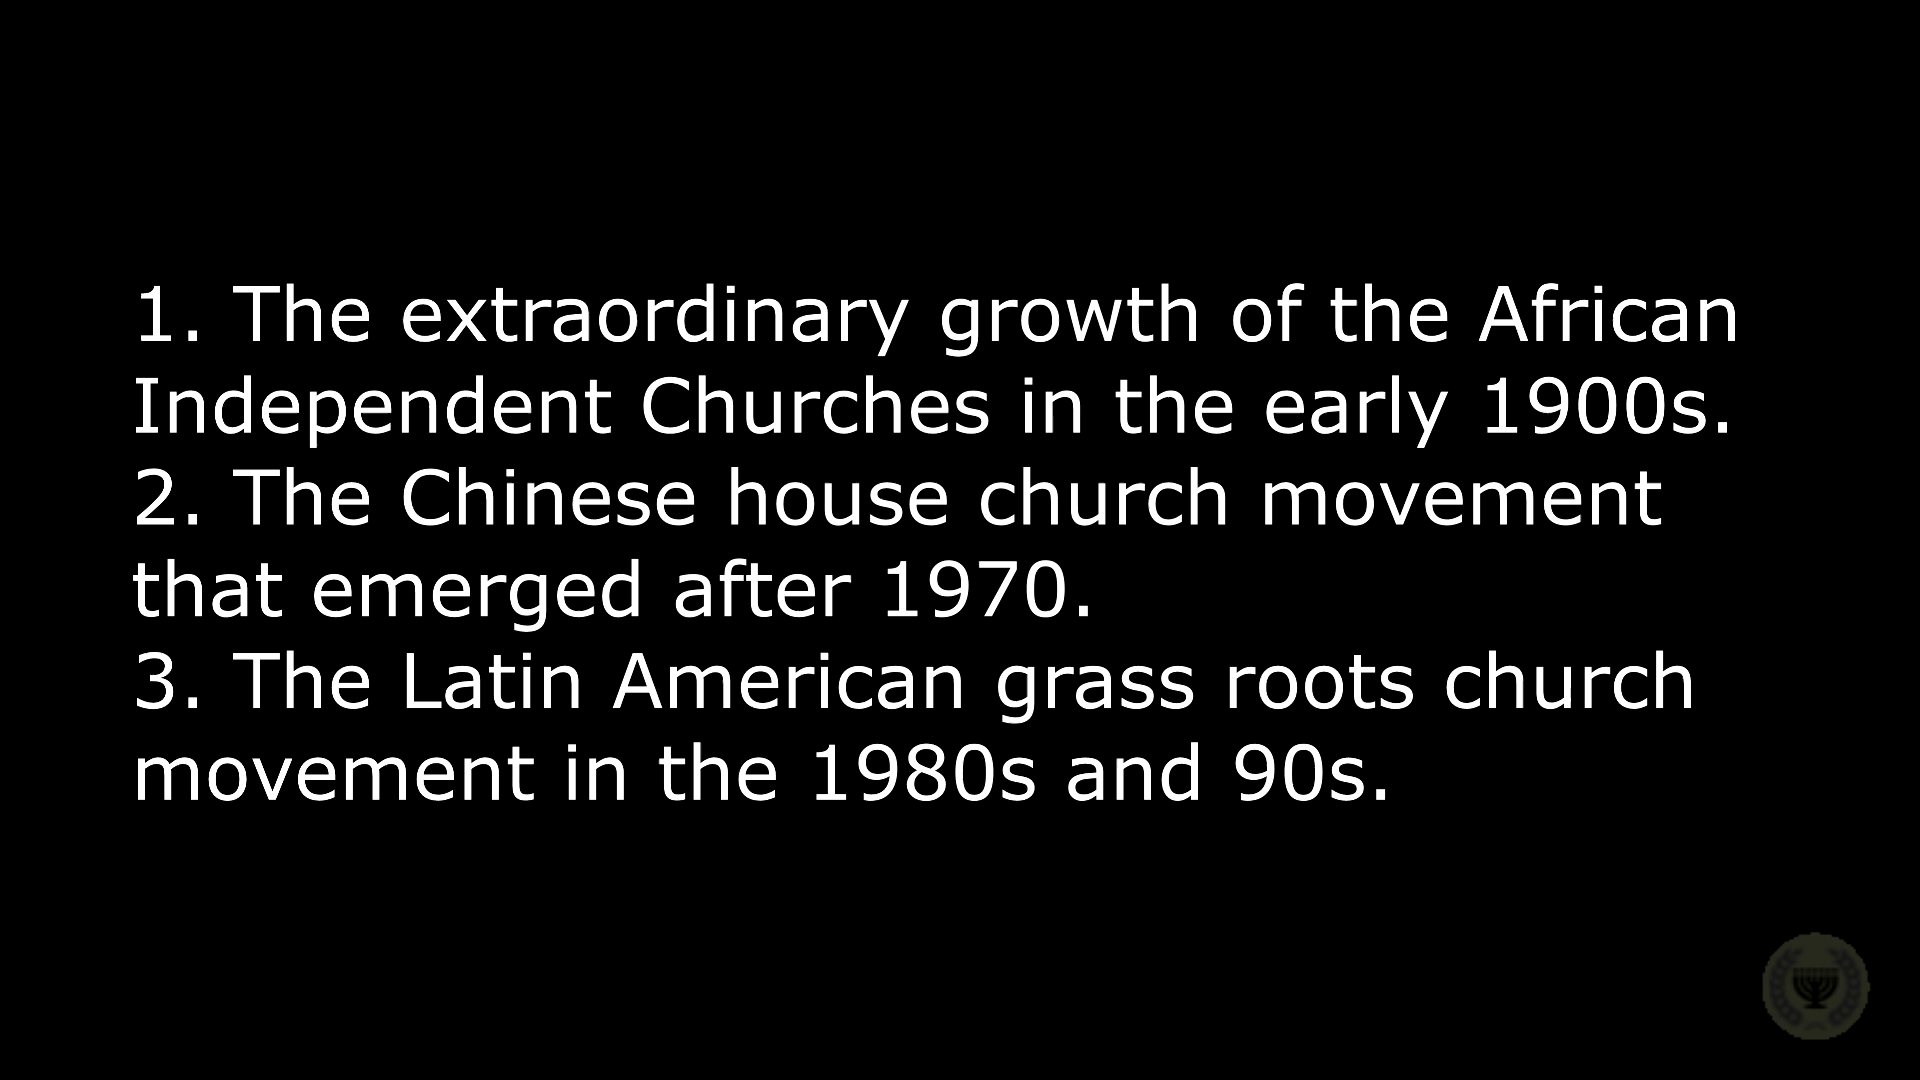 1. The extraordinary growth of the African
Independent Churches in the early 1900s.
2. The Chinese house church movement
that emerged after 1970.
3. The Latin American grass roots church
movement in the 1980s and 90s.